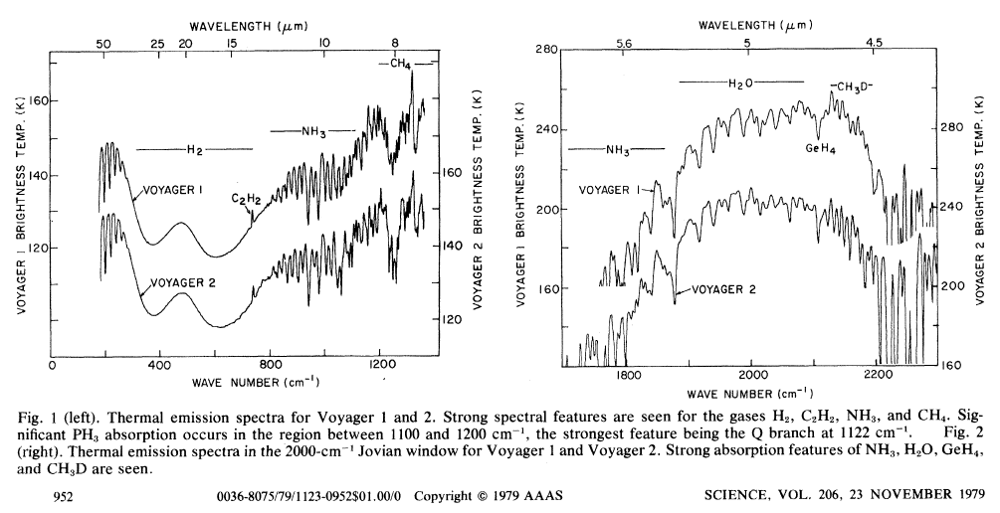 WAVELENGTH (μm)
50 25 20 15 10 8
CH₄
160
NH₃
H₂
140
160
VOYAGER 1
C₂H₂
120
140
VOYAGER 2
120
VOYAGER 1 BRIGHTNESS TEMP. (K)
VOYAGER 2 BRIGHTNESS TEMP. (K)
0 400 800 1200
WAVE NUMBER (cm⁻¹)
WAVELENGTH (μm)
5.6 5 4.5
280
H₂O
CH₃D
240
280
GeH₄
NH₃
VOYAGER 1
200
240
VOYAGER 2
160
200
160
VOYAGER 1 BRIGHTNESS TEMP. (K)
VOYAGER 2 BRIGHTNESS TEMP. (K)
1800 2000 2200
WAVE NUMBER (cm⁻¹)
Fig. 1 (left). Thermal emission spectra for Voyager 1 and 2. Strong spectral features are seen for the gases H₂, C₂H₂, NH₃, and CH₄. Sig-
nificant PH₃ absorption occurs in the region between 1100 and 1200 cm⁻¹, the strongest feature being the Q branch at 1122 cm⁻¹. Fig. 2
(right). Thermal emission spectra in the 2000-cm⁻¹ Jovian window for Voyager 1 and Voyager 2. Strong absorption features of NH₃, H₂O, GeH₄,
and CH₃D are seen.
952 0036-8075/79/1123-0952$01.00/0 Copyright © 1979 AAAS SCIENCE, VOL. 206, 23 NOVEMBER 1979